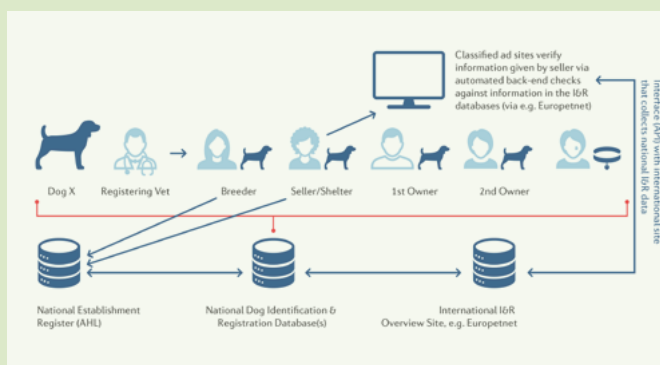 Classified ad sites verify
information given by seller via
automated back-end checks
against information in the I&R
databases (via e.g. Europetnet)
Interface (API) with international site
that collects national I&R data
Dog X
Registering Vet
Breeder
Seller/Shelter
1st Owner
2nd Owner
National Establishment
Register (AHL)
National Dog Identification &
Registration Database(s)
International I&R
Overview Site, e.g. Europetnet